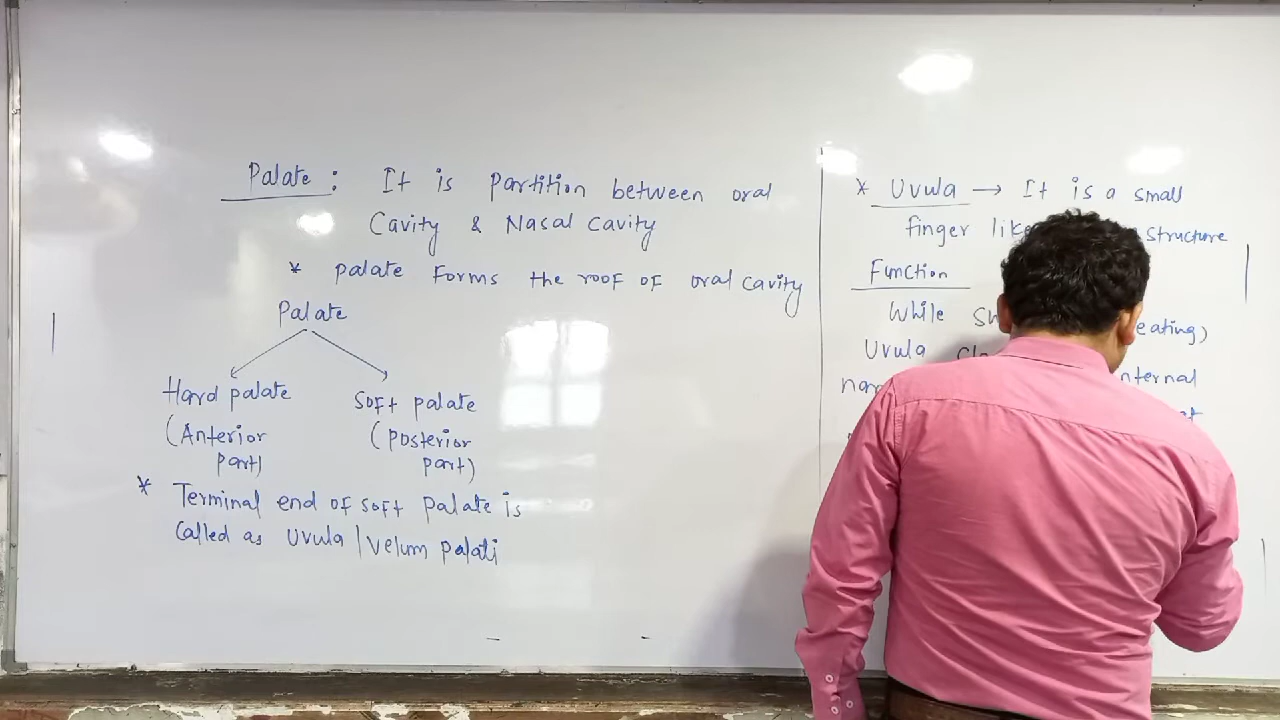 Palate : It is partition between oral
Cavity & Nasal Cavity
* palate Forms the roof of oral cavity
Palate
Hard palate
(Anterior
part)
Soft palate
(posterior
part)
* Terminal end of soft palate is
called as uvula / velum palati
* Uvula → It is a small
finger like structure
Function
While eating)
Uvula